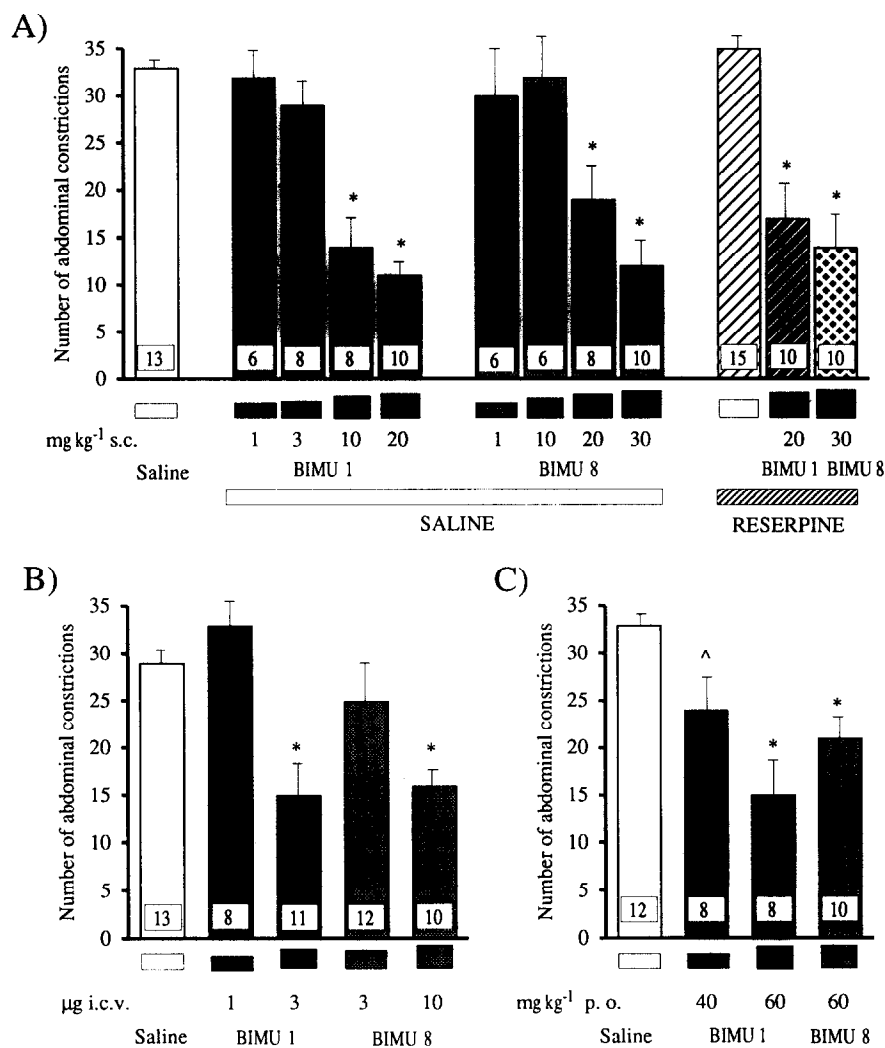 A)
Number of abdominal constrictions
35
30
25
20
15
10
5
0
* * * * * *
13 6 8 8 10 6 6 8 10 15 10 10
mg kg⁻¹ s.c. 1 3 10 20 1 10 20 30 20 30
Saline BIMU 1 BIMU 8 BIMU 1 BIMU 8
SALINE RESERPINE
B)
Number of abdominal constrictions
35
30
25
20
15
10
5
0
* *
13 8 11 12 10
µg i.c.v. 1 3 3 10
Saline BIMU 1 BIMU 8
C)
Number of abdominal constrictions
35
30
25
20
15
10
5
0
^ * *
12 8 8 10
mg kg⁻¹ p. o. 40 60 60
Saline BIMU 1 BIMU 8